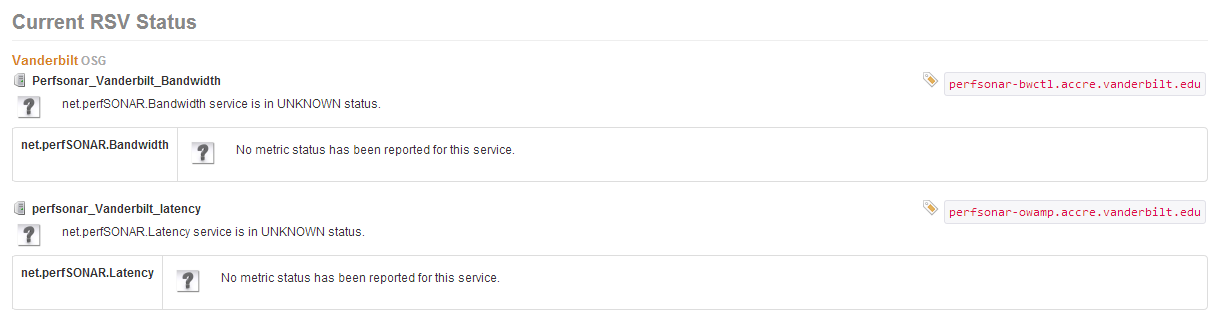 Current RSV Status
Vanderbilt OSG
Perfsonar_Vanderbilt_Bandwidth perfsonar-bwctl.accre.vanderbilt.edu
? net.perfSONAR.Bandwidth service is in UNKNOWN status.
net.perfSONAR.Bandwidth ? No metric status has been reported for this service.
perfsonar_Vanderbilt_latency perfsonar-owamp.accre.vanderbilt.edu
? net.perfSONAR.Latency service is in UNKNOWN status.
net.perfSONAR.Latency ? No metric status has been reported for this service.